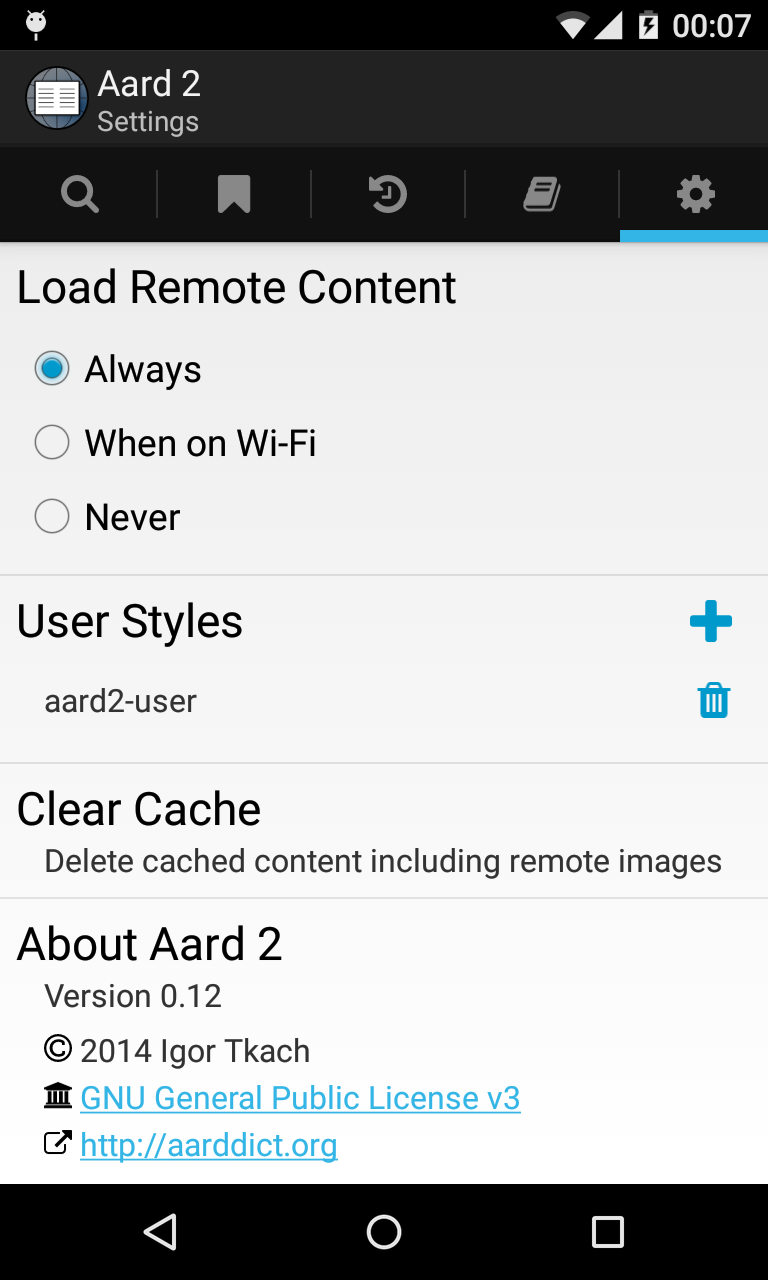 00:07
Aard 2
Settings
Load Remote Content
Always
When on Wi-Fi
Never
User Styles
aard2-user
Clear Cache
Delete cached content including remote images
About Aard 2
Version 0.12
© 2014 Igor Tkach
GNU General Public License v3
http://aarddict.org